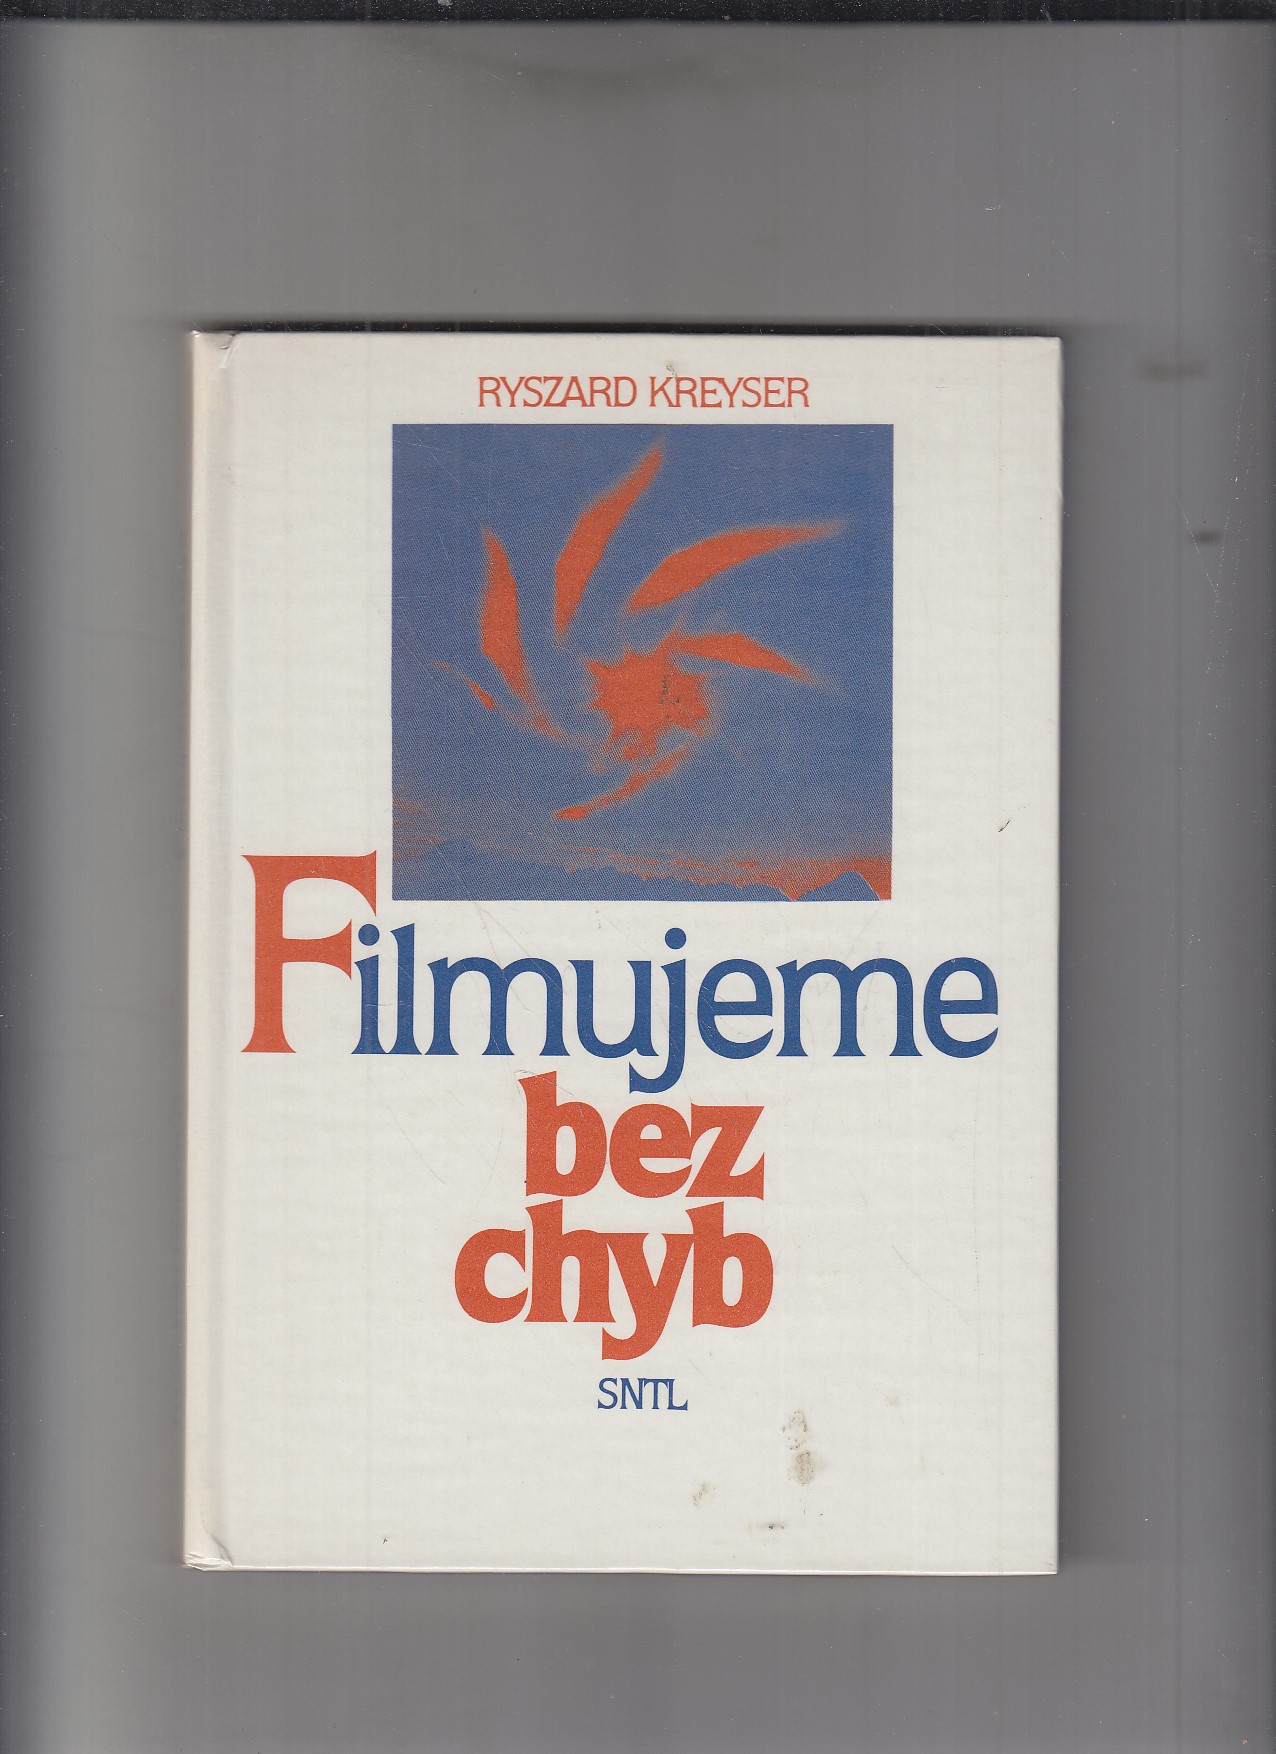 RYSZARD KREYSER
Filmujeme
bez
chyb
SNTL